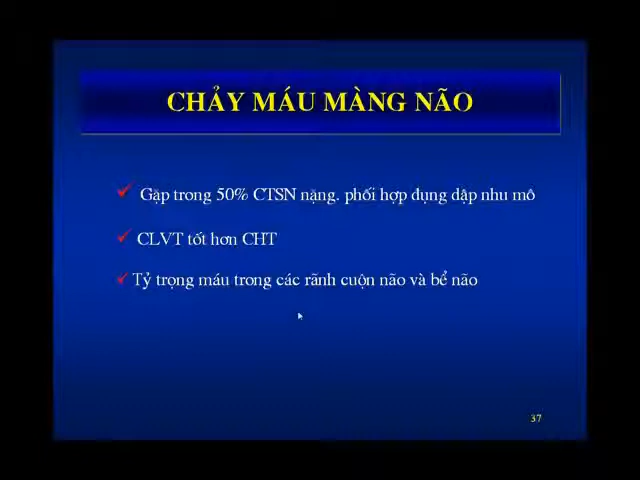 CHẢY MÁU MÀNG NÃO
Gặp trong 50% CTSN nặng. phối hợp đụng dập nhu mô
CLVT tốt hơn CHT
Tỷ trọng máu trong các rãnh cuộn não và bể não
37